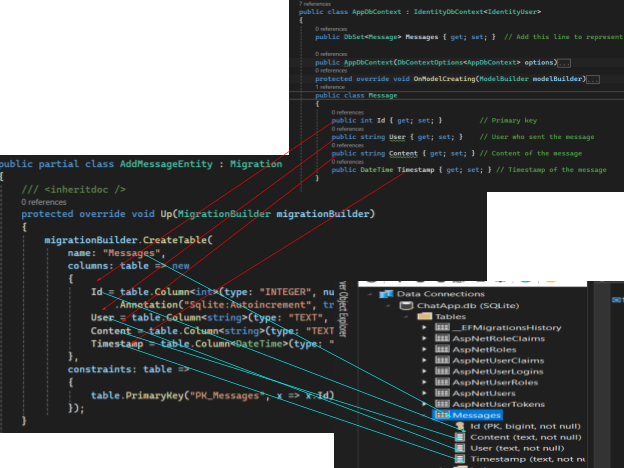 7 references
public class AppDbContext : IdentityDbContext<IdentityUser>
{
0 references
public DbSet<Message> Messages { get; set; } // Add this line to represent
0 references
public AppDbContext(DbContextOptions<AppDbContext> options)...
0 references
protected override void OnModelCreating(ModelBuilder modelBuilder)...
1 reference
public class Message
{
0 references
public int Id { get; set; } // Primary key
0 references
public string User { get; set; } // User who sent the message
0 references
public string Content { get; set; } // Content of the message
0 references
public DateTime Timestamp { get; set; } // Timestamp of the message
}
public partial class AddMessageEntity : Migration
{
/// <inheritdoc />
0 references
protected override void Up(MigrationBuilder migrationBuilder)
{
migrationBuilder.CreateTable(
name: "Messages",
columns: table => new
{
Id = table.Column<int>(type: "INTEGER", nu
.Annotation("Sqlite:Autoincrement", tr
User = table.Column<string>(type: "TEXT",
Content = table.Column<string>(type: "TEXT
Timestamp = table.Column<DateTime>(type: "
},
constraints: table =>
{
table.PrimaryKey("PK_Messages", x => x.Id)
});
}
ver Object Explorer
Data Connections
ChatApp.db (SQLite)
Tables
__EFMigrationsHistory
AspNetRoleClaims
AspNetRoles
AspNetUserClaims
AspNetUserLogins
AspNetUserRoles
AspNetUsers
AspNetUserTokens
Messages
Id (PK, bigint, not null)
Content (text, not null)
User (text, not null)
Timestamp (text, not nu